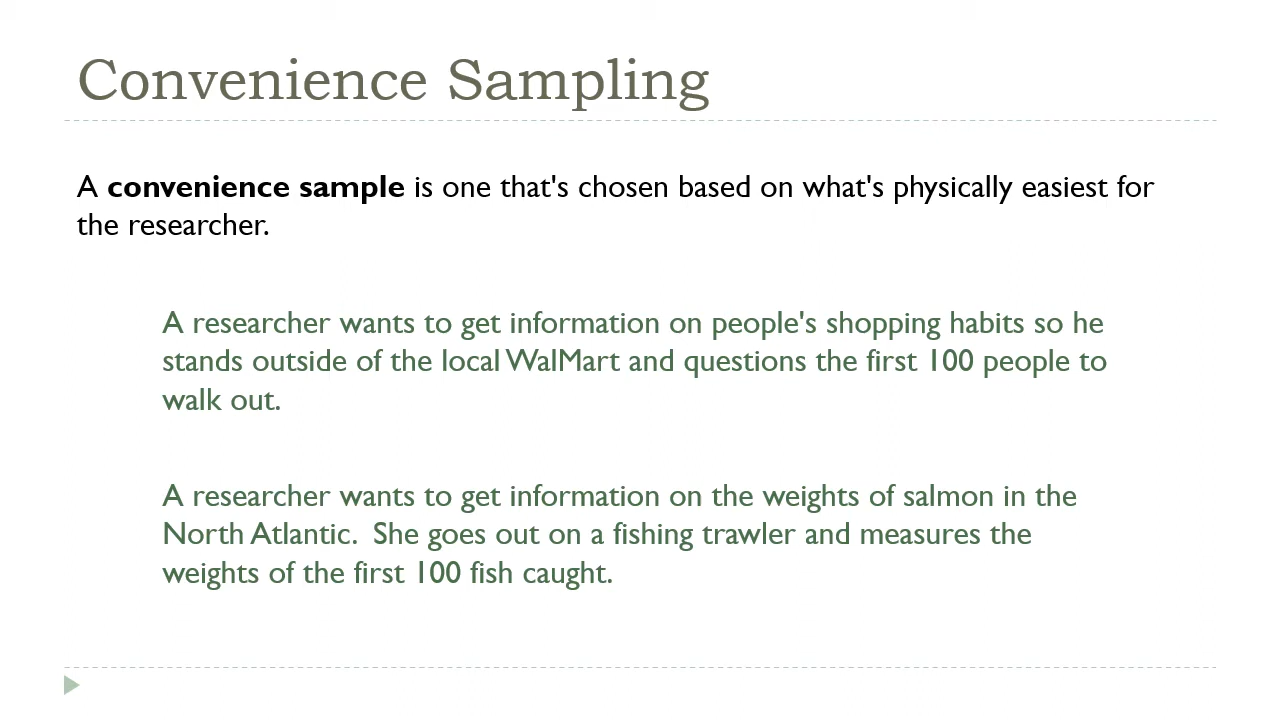 Convenience Sampling
A convenience sample is one that's chosen based on what's physically easiest for
the researcher.
A researcher wants to get information on people's shopping habits so he
stands outside of the local WalMart and questions the first 100 people to
walk out.
A researcher wants to get information on the weights of salmon in the
North Atlantic.  She goes out on a fishing trawler and measures the
weights of the first 100 fish caught.